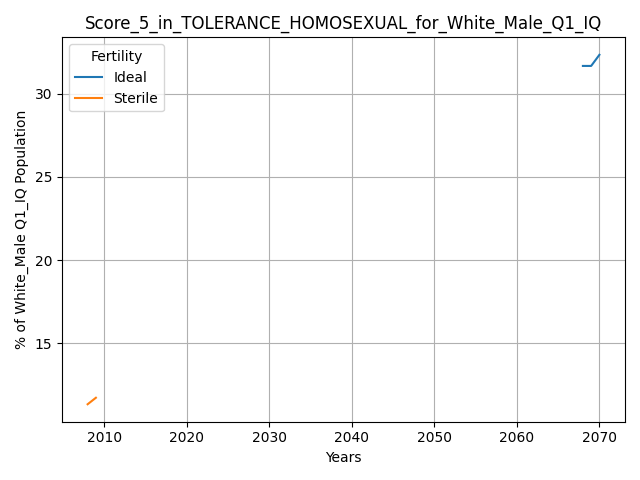 Score_5_in_TOLERANCE_HOMOSEXUAL_for_White_Male_Q1_IQ
Fertility
Ideal
Sterile
% of White_Male Q1_IQ Population
30
25
20
15
2010 2020 2030 2040 2050 2060 2070
Years